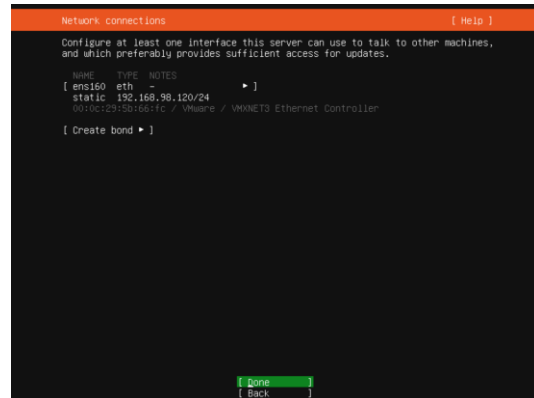 Network connections [ Help ]
Configure at least one interface this server can use to talk to other machines,
and which preferably provides sufficient access for updates.
NAME TYPE NOTES
[ ens160 eth - ▸ ]
static 192.168.98.120/24
00:0c:29:5b:66:fc / VMware / VMXNET3 Ethernet Controller
[ Create bond ▸ ]
[ Done ]
[ Back ]